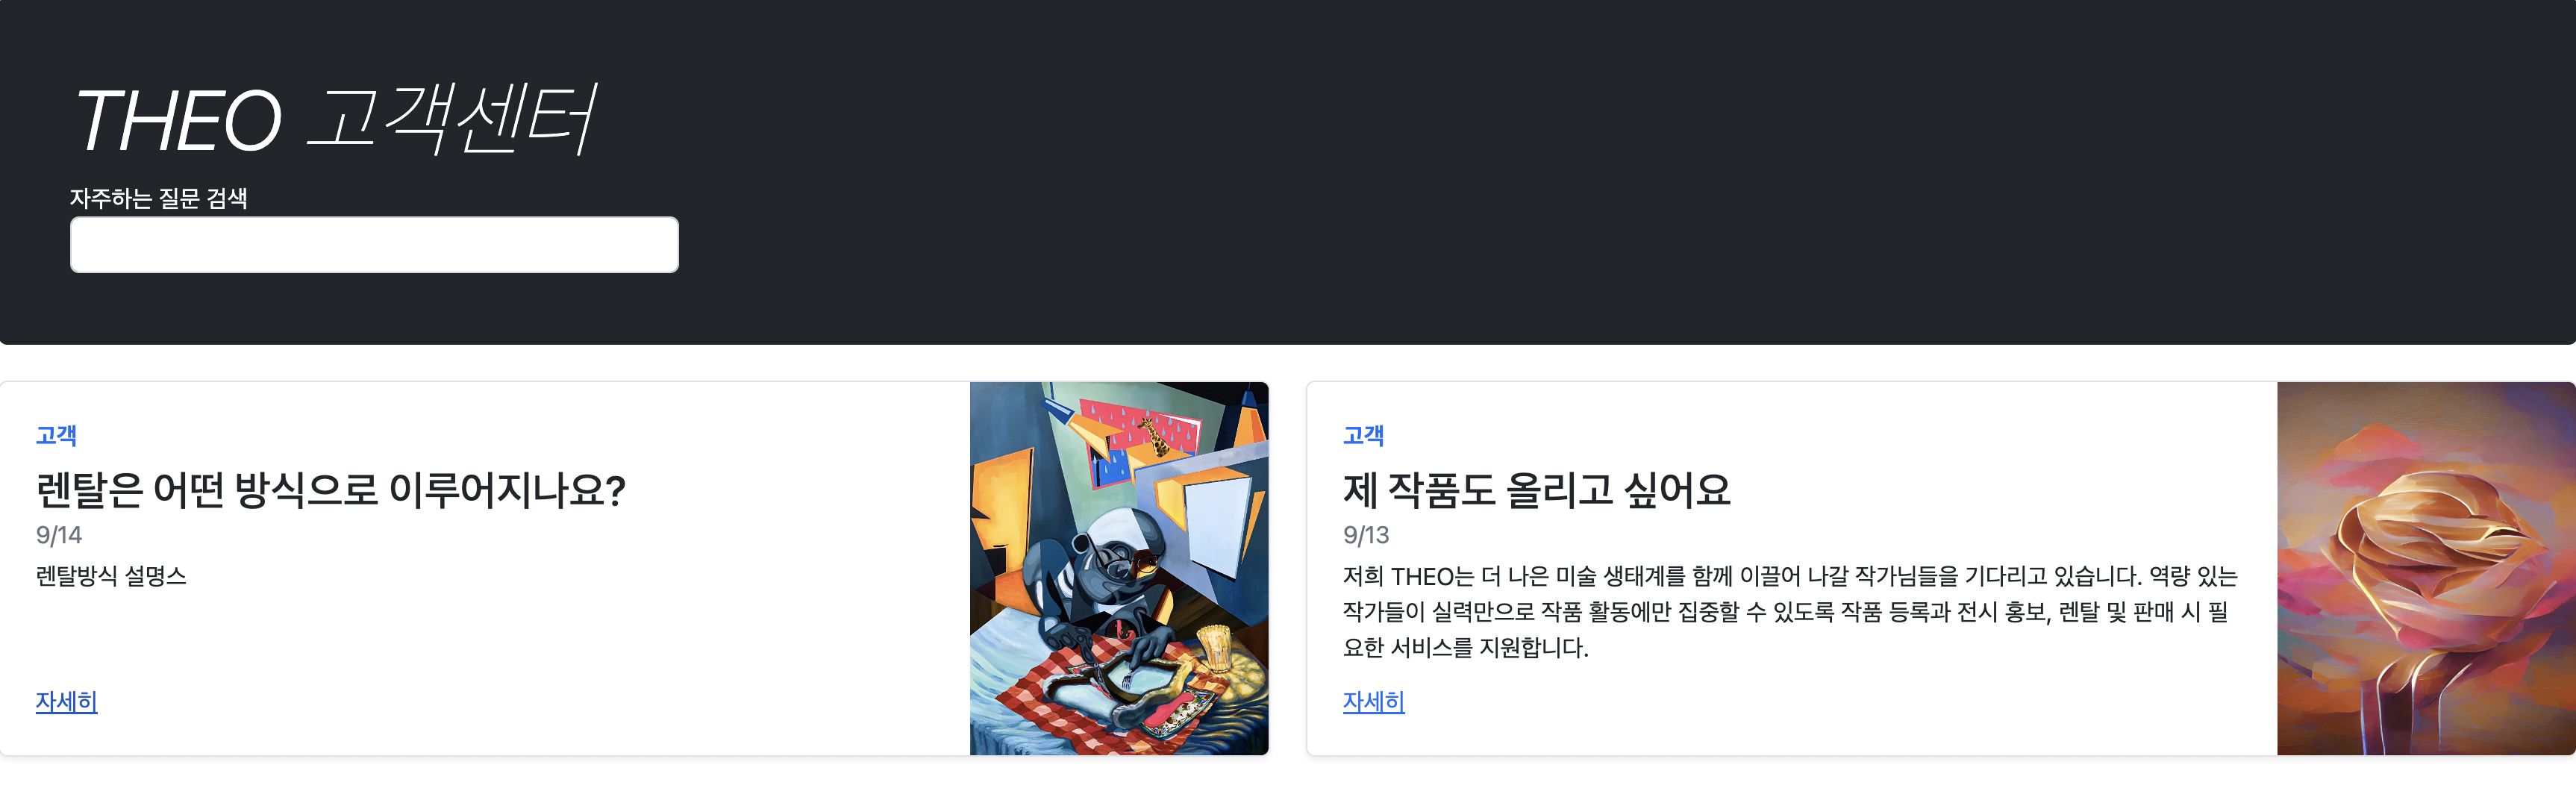 THEO 고객센터
자주하는 질문 검색
고객
렌탈은 어떤 방식으로 이루어지나요?
9/14
렌탈방식 설명스
자세히
고객
제 작품도 올리고 싶어요
9/13
저희 THEO는 더 나은 미술 생태계를 함께 이끌어 나갈 작가님들을 기다리고 있습니다. 역량 있는
작가들이 실력만으로 작품 활동에만 집중할 수 있도록 작품 등록과 전시 홍보, 렌탈 및 판매 시 필
요한 서비스를 지원합니다.
자세히